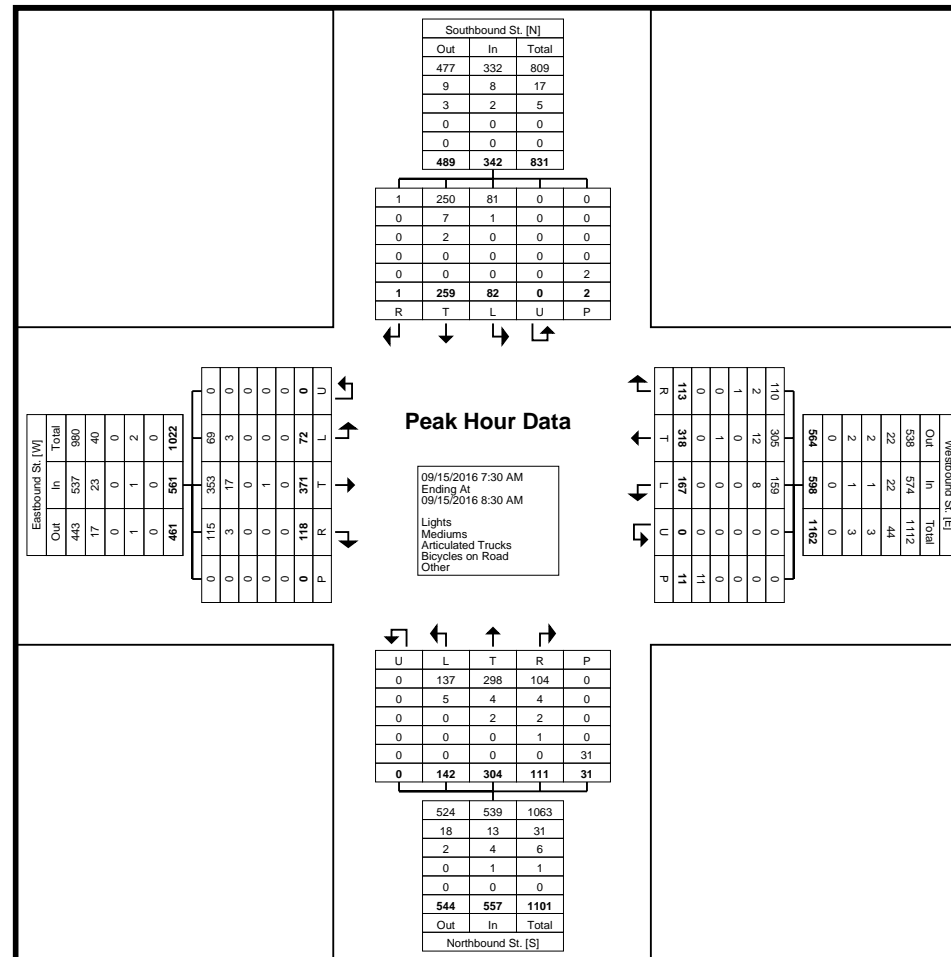 Southbound St. [N]
Out In Total
477 332 809
9 8 17
3 2 5
0 0 0
0 0 0
489 342 831
1 250 81 0 0
0 7 1 0 0
0 2 0 0 0
0 0 0 0 0
0 0 0 0 2
1 259 82 0 2
R T L U P
Eastbound St. [W]
Out In Total
443 537 980
17 23 40
0 0 0
1 1 2
0 0 0
461 561 1022
0 69 353 115 0
0 3 17 3 0
0 0 0 0 0
0 0 1 0 0
0 0 0 0 0
0 72 371 118 0
U L T R P
Peak Hour Data
09/15/2016 7:30 AM
Ending At
09/15/2016 8:30 AM
Lights
Mediums
Articulated Trucks
Bicycles on Road
Other
Westbound St. [E]
Out In Total
538 574 1112
22 22 44
2 1 3
2 1 3
0 0 0
564 598 1162
110 305 159 0 0
2 12 8 0 0
1 0 0 0 0
0 1 0 0 0
0 0 0 0 11
113 318 167 0 11
R T L U P
U L T R P
0 137 298 104 0
0 5 4 4 0
0 0 2 2 0
0 0 0 1 0
0 0 0 0 31
0 142 304 111 31
524 539 1063
18 13 31
2 4 6
0 1 1
0 0 0
544 557 1101
Out In Total
Northbound St. [S]